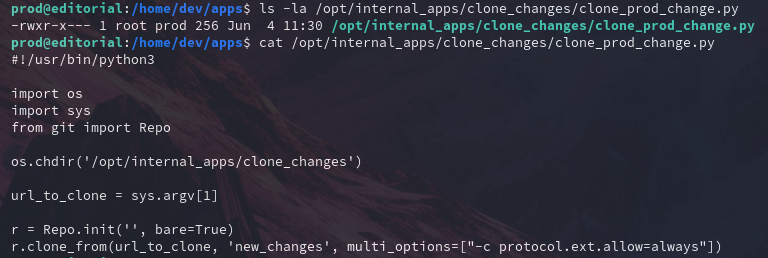 prod@editorial:/home/dev/apps$ ls -la /opt/internal_apps/clone_changes/clone_prod_change.py
-rwxr-x--- 1 root prod 256 Jun  4 11:30 /opt/internal_apps/clone_changes/clone_prod_change.py
prod@editorial:/home/dev/apps$ cat /opt/internal_apps/clone_changes/clone_prod_change.py
#!/usr/bin/python3

import os
import sys
from git import Repo

os.chdir('/opt/internal_apps/clone_changes')

url_to_clone = sys.argv[1]

r = Repo.init('', bare=True)
r.clone_from(url_to_clone, 'new_changes', multi_options=["-c protocol.ext.allow=always"])